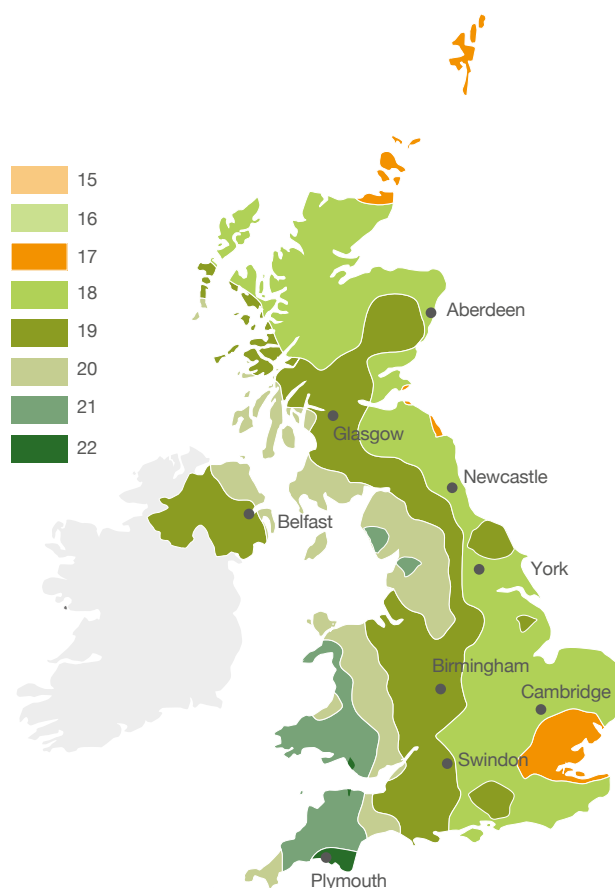 15
16
17
18
19
20
21
22
Aberdeen
Glasgow
Newcastle
Belfast
York
Birmingham
Cambridge
Swindon
Plymouth